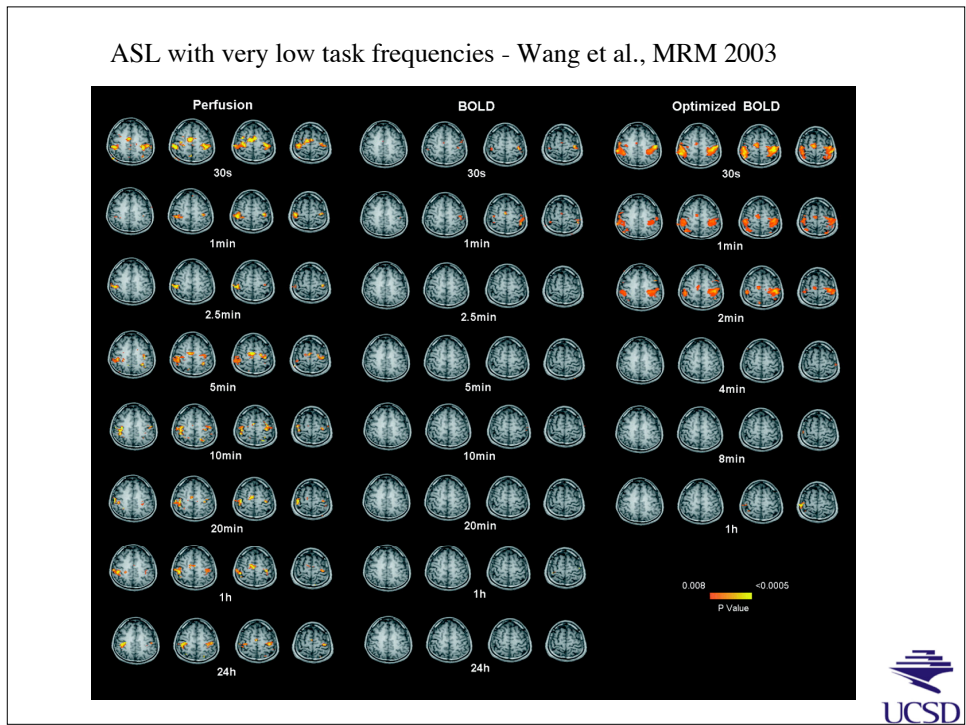 ASL with very low task frequencies - Wang et al., MRM 2003
Perfusion
BOLD
Optimized BOLD
30s
30s
30s
1min
1min
1min
2.5min
2.5min
2min
5min
5min
4min
10min
10min
8min
20min
20min
1h
1h
1h
24h
24h
0.008
<0.0005
P Value
UCSD